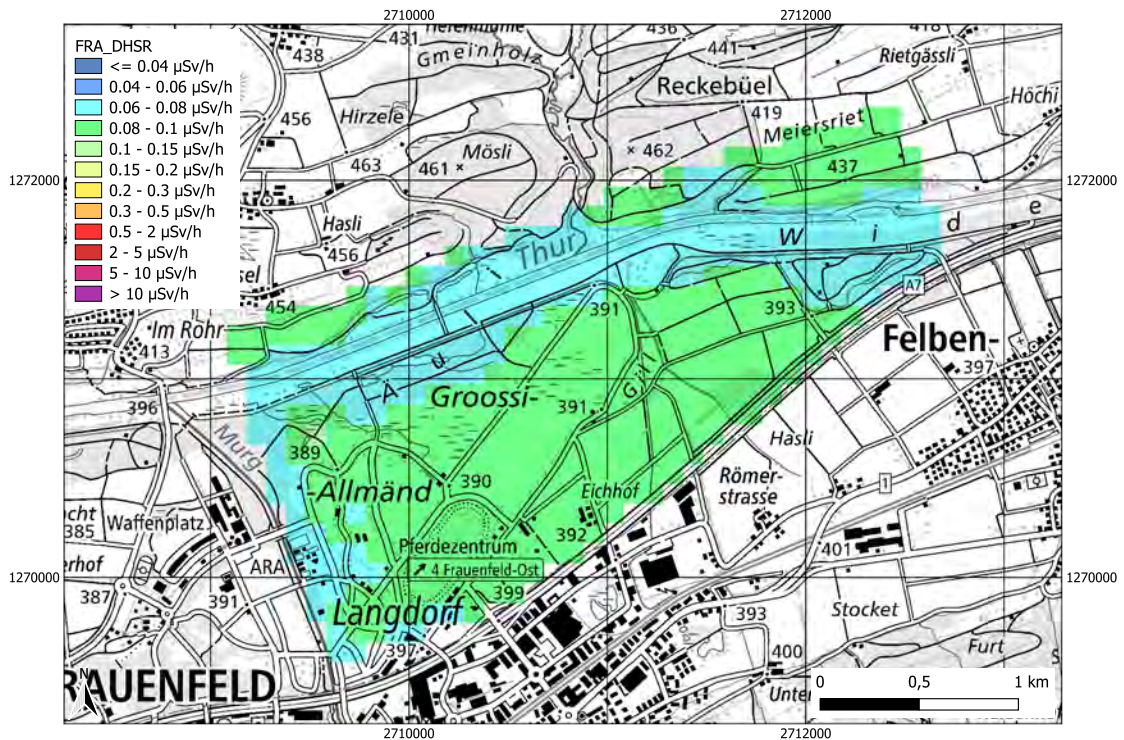 2710000
2712000
FRA_DHSR
<= 0.04 µSv/h
0.04 - 0.06 µSv/h
0.06 - 0.08 µSv/h
0.08 - 0.1 µSv/h
0.1 - 0.15 µSv/h
0.15 - 0.2 µSv/h
0.2 - 0.3 µSv/h
0.3 - 0.5 µSv/h
0.5 - 2 µSv/h
2 - 5 µSv/h
5 - 10 µSv/h
> 10 µSv/h
438
431
Gmeinholz
436
441
418
Rietgässli
Reckebüel
Höchi
456
Hirzele
419
Meiersriet
463
Mösli
461
462
437
1272000
1272000
Hasli
456
Thur
W i d e
454
A7
Im Rohr
413
391
393
Felben-
Gill
397
396
Au
Groossi-
391
Murg
389
Hasli
-Allmänd
390
Eichhof
Römer-
strasse
1
385
Waffenplatz
392
Pferdezentrum
401
ARA
4 Frauenfeld-Ost
1270000
1270000
387
391
399
Langdorf
393
Stocket
397
Furt
400
RAUENFELD
N
0
0,5
1 km
2710000
2712000